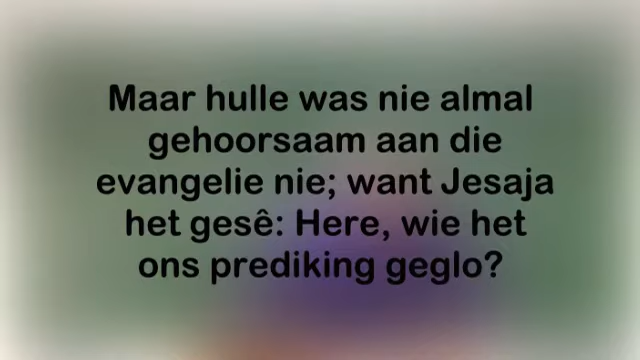 Maar hulle was nie almal
gehoorsaam aan die
evangelie nie; want Jesaja
het gesê: Here, wie het
ons prediking geglo?